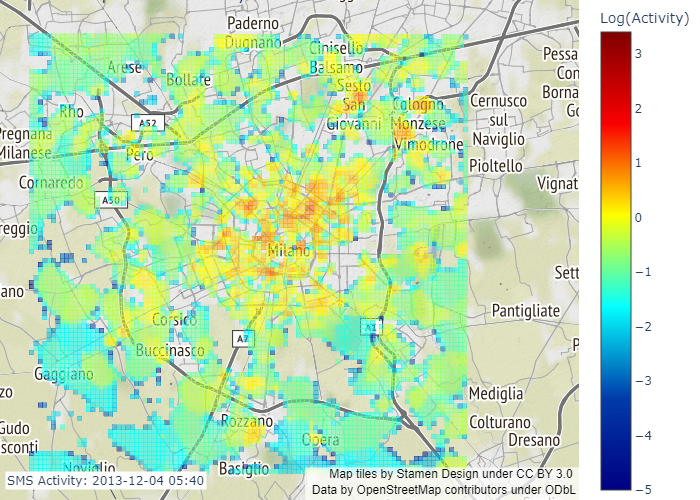 Log(Activity)
Paderno
Dugnano
Cinisello
Balsamo
Pessa
Con
Borna
Go
Arese
Bollate
Sesto
San
Giovanni
Cologno
Monzese
Cernusco
sul
Naviglio
Rho
A52
Pregnana
Milanese
Pero
Vimodrone
Pioltello
Cornaredo
Vignat
A50
reggio
Milano
Sett
ano
Corsico
Pantigliate
A7
A1
P
Buccinasco
Gaggiano
zo
Mediglia
Gudo
sconti
Rozzano
Opera
Colturano
Dresano
Noviglio
Basiglio
SMS Activity: 2013-12-04 05:40
Map tiles by Stamen Design under CC BY 3.0
Data by OpenStreetMap contributors under ODbL
3
2
1
0
−1
−2
−3
−4
−5